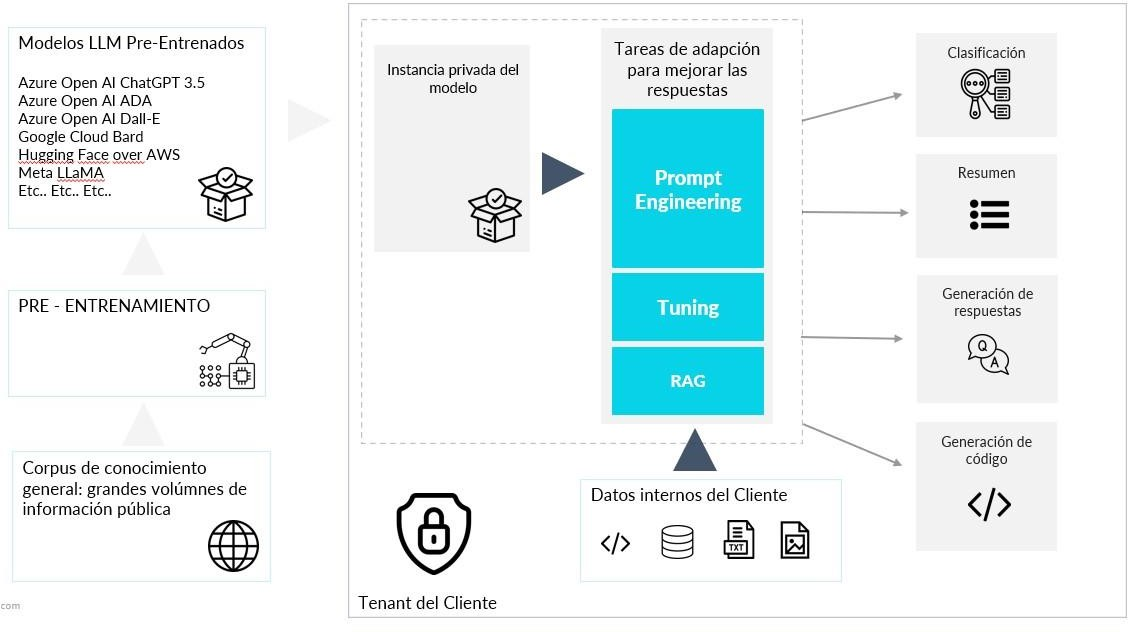 Modelos LLM Pre-Entrenados
Azure Open AI ChatGPT 3.5
Azure Open AI ADA
Azure Open AI Dall-E
Google Cloud Bard
Hugging Face over AWS
Meta LLaMA
Etc.. Etc.. Etc..
PRE - ENTRENAMIENTO
Corpus de conocimiento
general: grandes volúmnes de
información pública
com
Instancia privada del
modelo
Tareas de adapción
para mejorar las
respuestas
Prompt
Engineering
Tuning
RAG
Datos internos del Cliente
TXT
Tenant del Cliente
Clasificación
Resumen
Generación de
respuestas
Q
A
Generación de
código